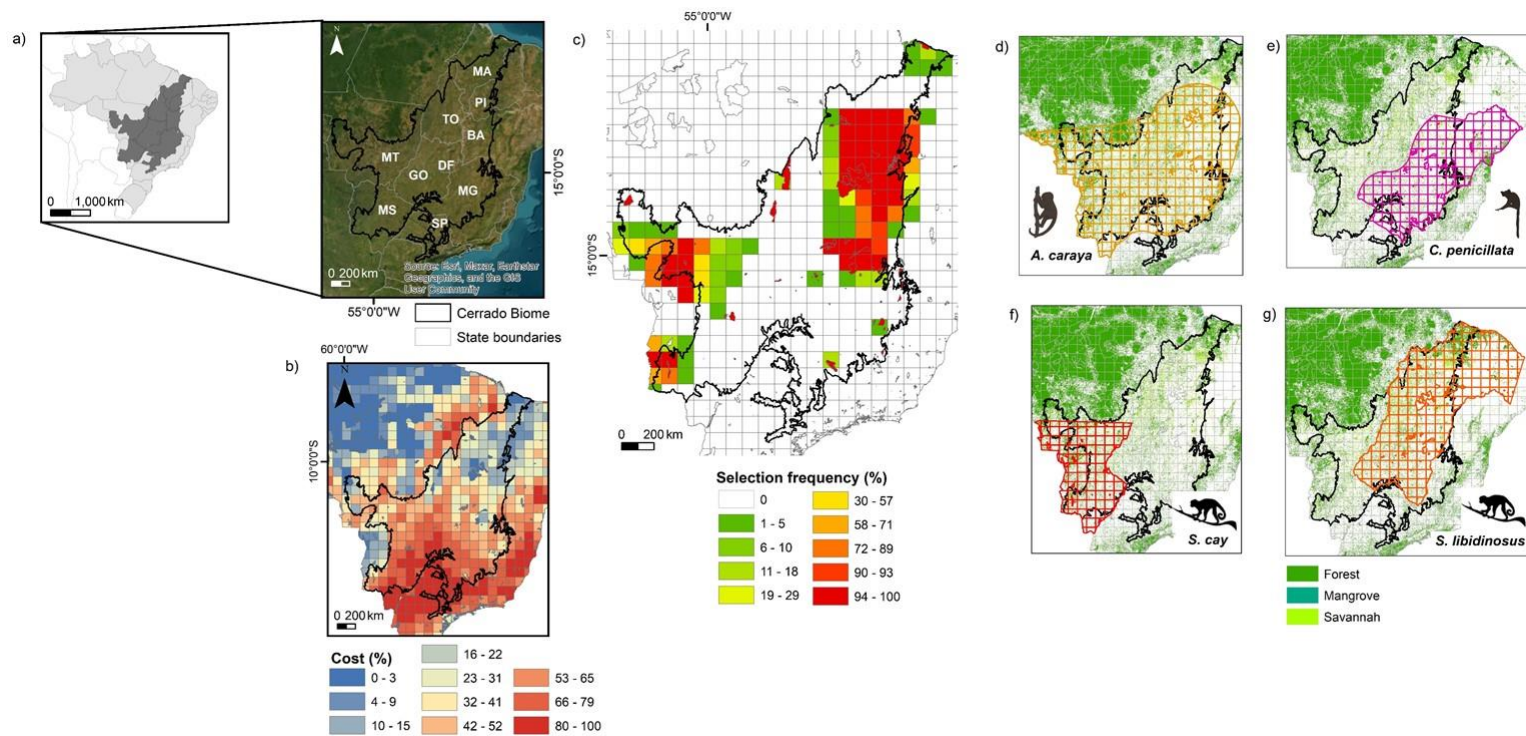 a)
1,000 km
N
MA
PI
TO
BA
MT
DF
GO
MG
MS
SP
0 200 km
Source: Esri, Maxar, Earthstar
Geographics, and the GIS
User Community
15°0'0"S
55°0'0"W
Cerrado Biome
State boundaries
b)
60°0'0"W
N
10°0'0"S
0 200 km
Cost (%)
0 - 3
4 - 9
10 - 15
16 - 22
23 - 31
32 - 41
42 - 52
53 - 65
66 - 79
80 - 100
c)
55°0'0"W
15°0'0"S
0 200 km
Selection frequency (%)
0
1 - 5
6 - 10
11 - 18
19 - 29
30 - 57
58 - 71
72 - 89
90 - 93
94 - 100
d)
A. caraya
e)
C. penicillata
f)
S. cay
g)
S. libidinosus
Forest
Mangrove
Savannah